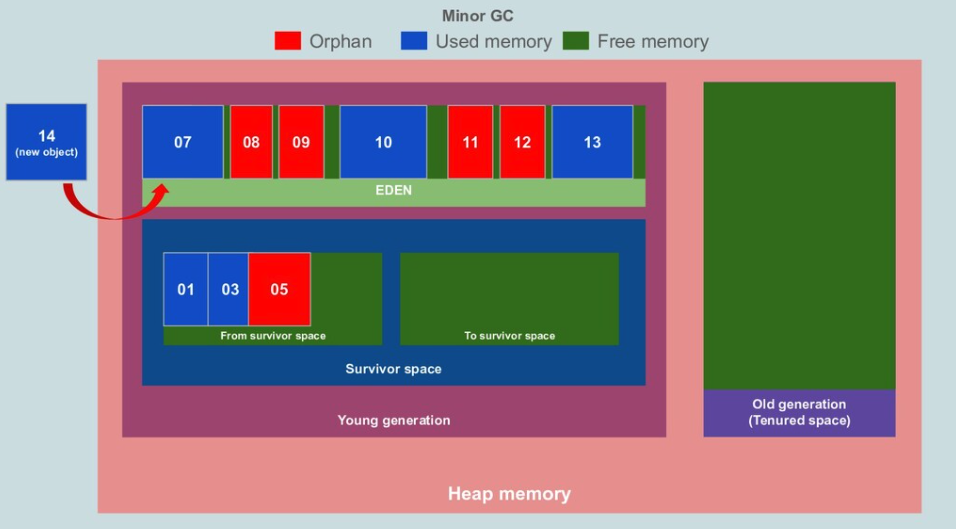 Minor GC
Orphan Used memory Free memory
14
(new object)
07 08 09 10 11 12 13
EDEN
01 03 05
From survivor space
To survivor space
Survivor space
Young generation
Old generation
(Tenured space)
Heap memory